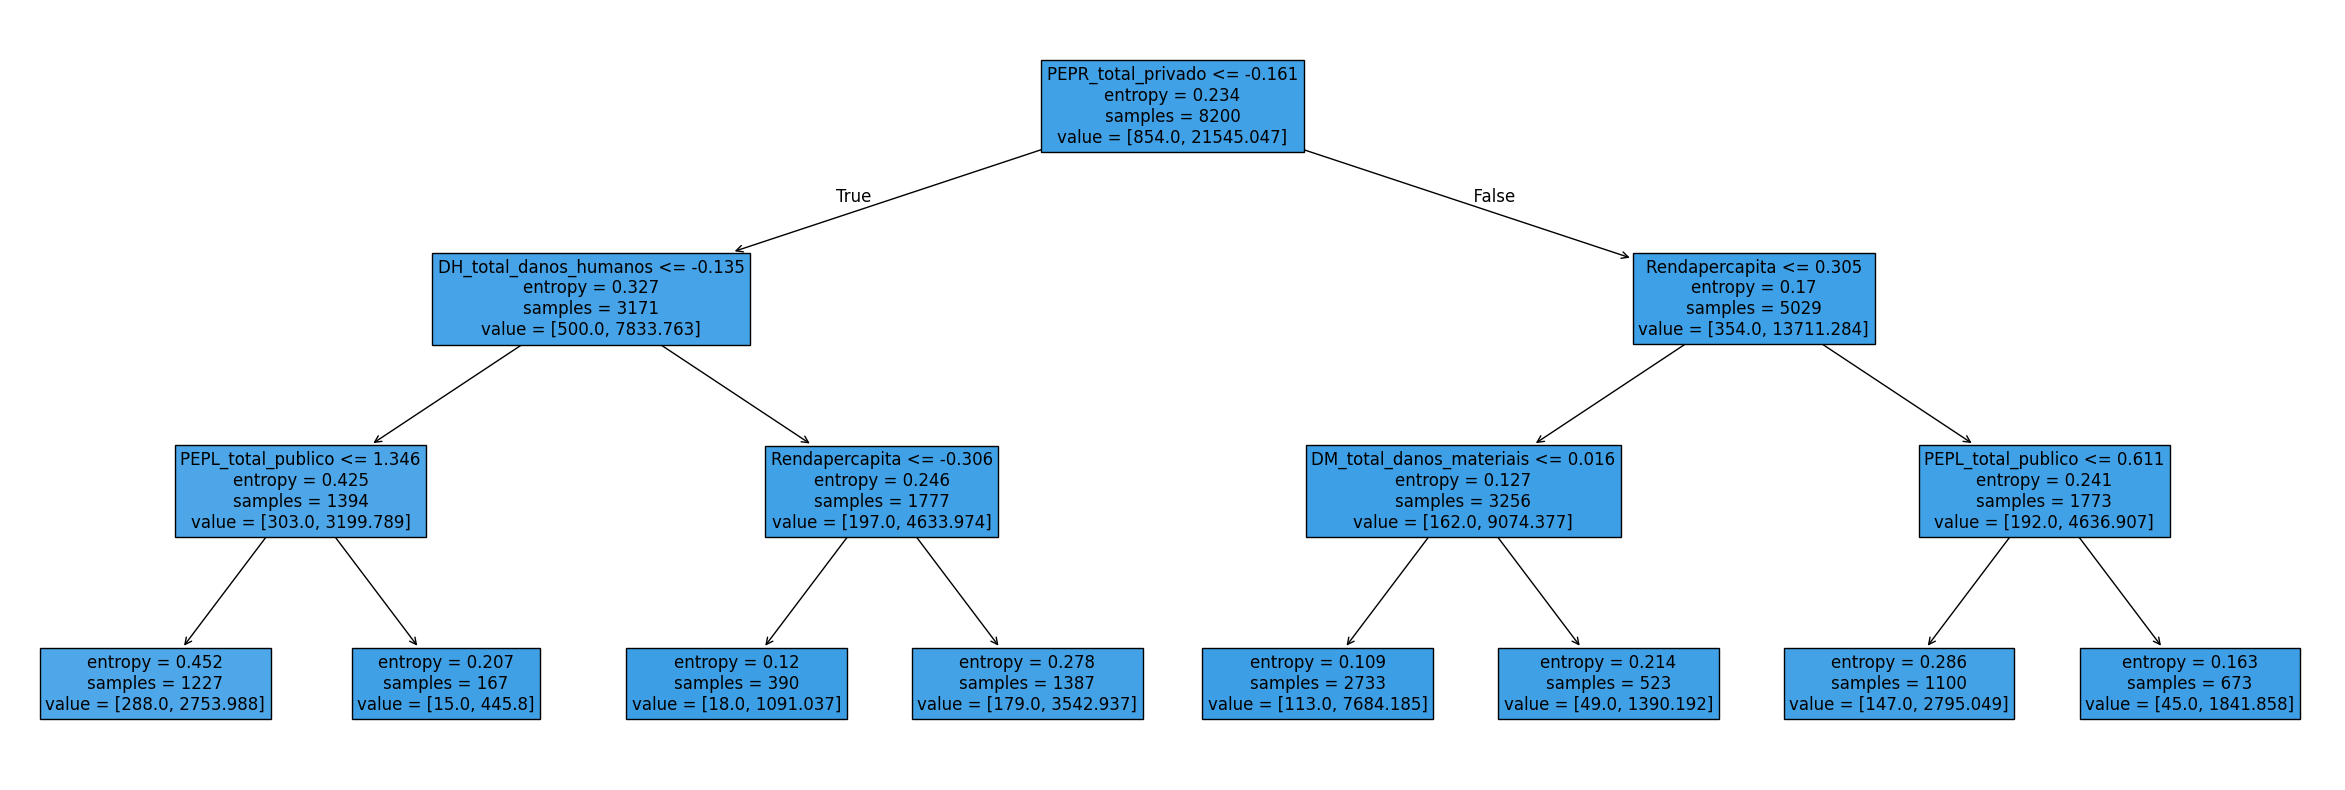 PEPR_total_privado <= -0.161
entropy = 0.234
samples = 8200
value = [854.0, 21545.047]
True
False
DH_total_danos_humanos <= -0.135
entropy = 0.327
samples = 3171
value = [500.0, 7833.763]
Rendapercapita <= 0.305
entropy = 0.17
samples = 5029
value = [354.0, 13711.284]
PEPL_total_publico <= 1.346
entropy = 0.425
samples = 1394
value = [303.0, 3199.789]
Rendapercapita <= -0.306
entropy = 0.246
samples = 1777
value = [197.0, 4633.974]
DM_total_danos_materiais <= 0.016
entropy = 0.127
samples = 3256
value = [162.0, 9074.377]
PEPL_total_publico <= 0.611
entropy = 0.241
samples = 1773
value = [192.0, 4636.907]
entropy = 0.452
samples = 1227
value = [288.0, 2753.988]
entropy = 0.207
samples = 167
value = [15.0, 445.8]
entropy = 0.12
samples = 390
value = [18.0, 1091.037]
entropy = 0.278
samples = 1387
value = [179.0, 3542.937]
entropy = 0.109
samples = 2733
value = [113.0, 7684.185]
entropy = 0.214
samples = 523
value = [49.0, 1390.192]
entropy = 0.286
samples = 1100
value = [147.0, 2795.049]
entropy = 0.163
samples = 673
value = [45.0, 1841.858]